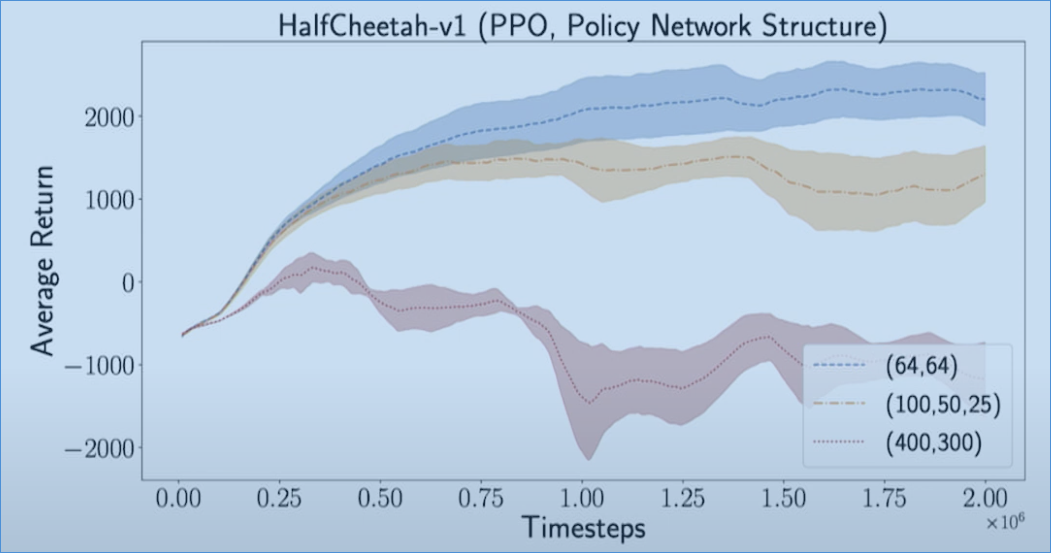 HalfCheetah-v1 (PPO, Policy Network Structure)
Average Return
2000
1000
0
−1000
−2000
(64,64)
(100,50,25)
(400,300)
0.00 0.25 0.50 0.75 1.00 1.25 1.50 1.75 2.00
×10⁶
Timesteps